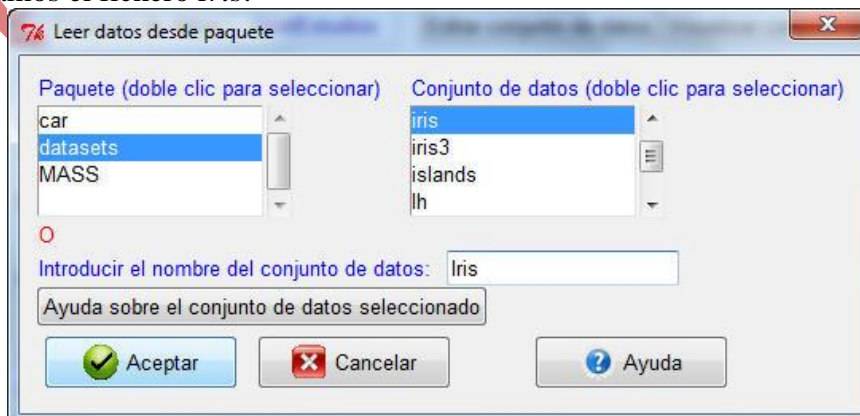 Leer datos desde paquete
Paquete (doble clic para seleccionar)
Conjunto de datos (doble clic para seleccionar)
car
datasets
MASS
iris
iris3
islands
lh
O
Introducir el nombre del conjunto de datos: Iris
Ayuda sobre el conjunto de datos seleccionado
Aceptar
Cancelar
Ayuda